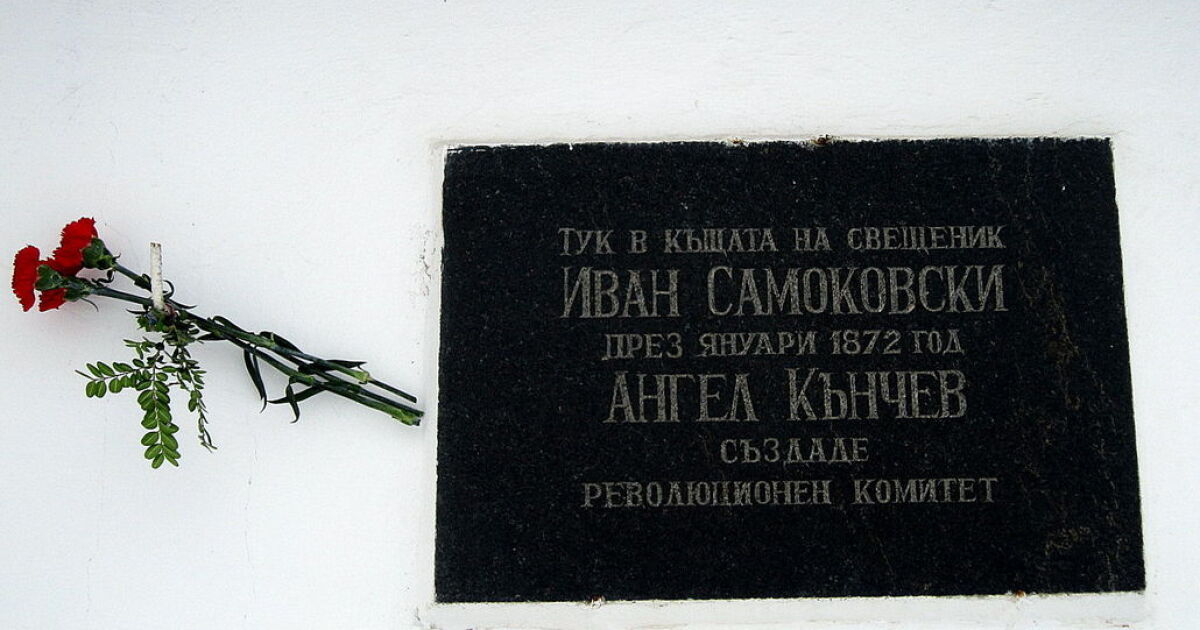 ТУК В КЪЩАТА НА СВЕЩЕНИК
ИВАН САМОКОВСКИ
ПРЕЗ ЯНУАРИ 1872 ГОД
АНГЕЛ КЪНЧЕВ
СЪЗДАДЕ
РЕВОЛЮЦИОНЕН КОМИТЕТ